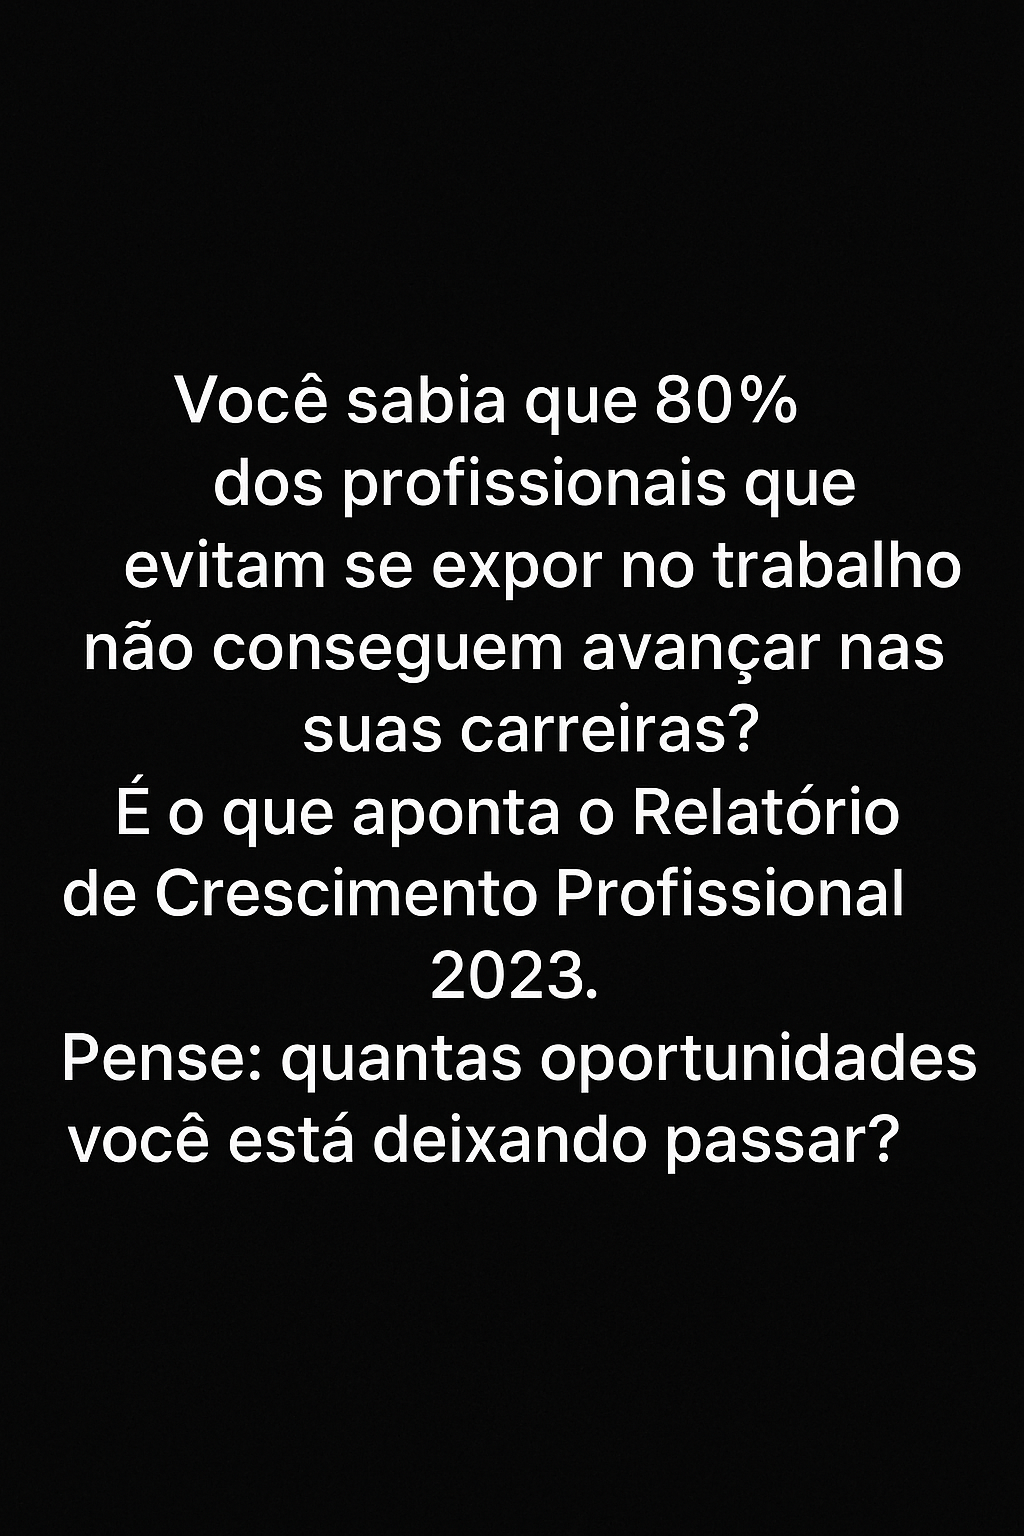 Você sabia que 80%
dos profissionais que
evitam se expor no trabalho
não conseguem avançar nas
suas carreiras?
É o que aponta o Relatório
de Crescimento Profissional
2023.
Pense: quantas oportunidades
você está deixando passar?